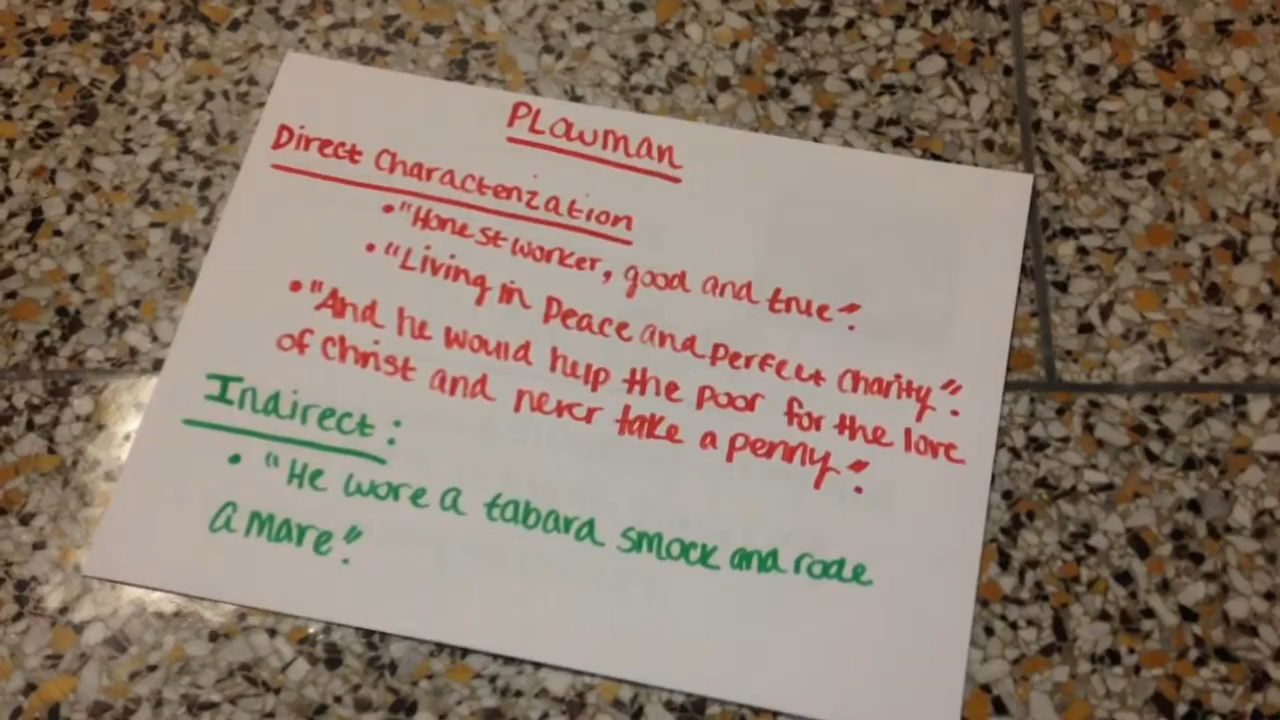 PLowman
Direct Characterization
• "Honest worker, good and true".
• "Living in Peace and perfect Charity".
• "And he would help the poor for the love
of Christ and never take a penny".
Indirect:
• "He wore a tabard smock and rode
a mare".